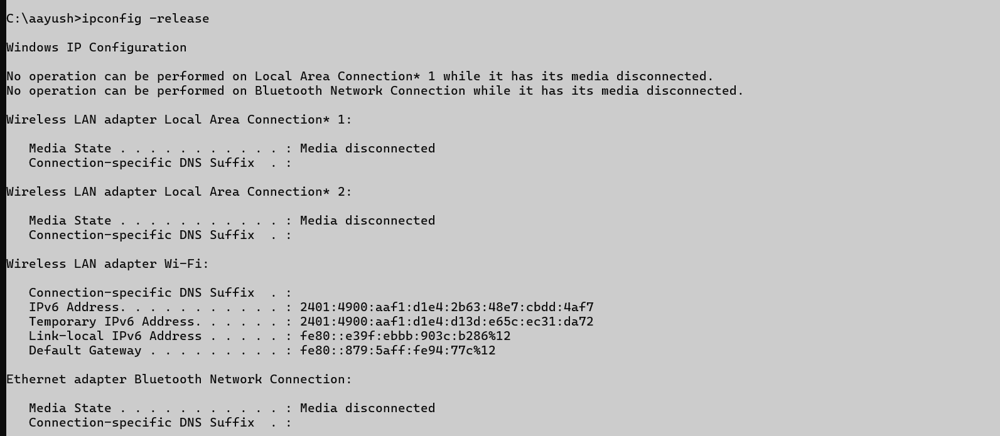 C:\aayush>ipconfig -release
Windows IP Configuration
No operation can be performed on Local Area Connection* 1 while it has its media disconnected.
No operation can be performed on Bluetooth Network Connection while it has its media disconnected.
Wireless LAN adapter Local Area Connection* 1:
   Media State . . . . . . . . . . . : Media disconnected
   Connection-specific DNS Suffix  . :
Wireless LAN adapter Local Area Connection* 2:
   Media State . . . . . . . . . . . : Media disconnected
   Connection-specific DNS Suffix  . :
Wireless LAN adapter Wi-Fi:
   Connection-specific DNS Suffix  . :
   IPv6 Address. . . . . . . . . . . : 2401:4900:aaf1:d1e4:2b63:48e7:cbdd:4af7
   Temporary IPv6 Address. . . . . . : 2401:4900:aaf1:d1e4:d13d:e65c:ec31:da72
   Link-local IPv6 Address . . . . . : fe80::e39f:ebbb:903c:b286%12
   Default Gateway . . . . . . . . . : fe80::879:5aff:fe94:77c%12
Ethernet adapter Bluetooth Network Connection:
   Media State . . . . . . . . . . . : Media disconnected
   Connection-specific DNS Suffix  . :